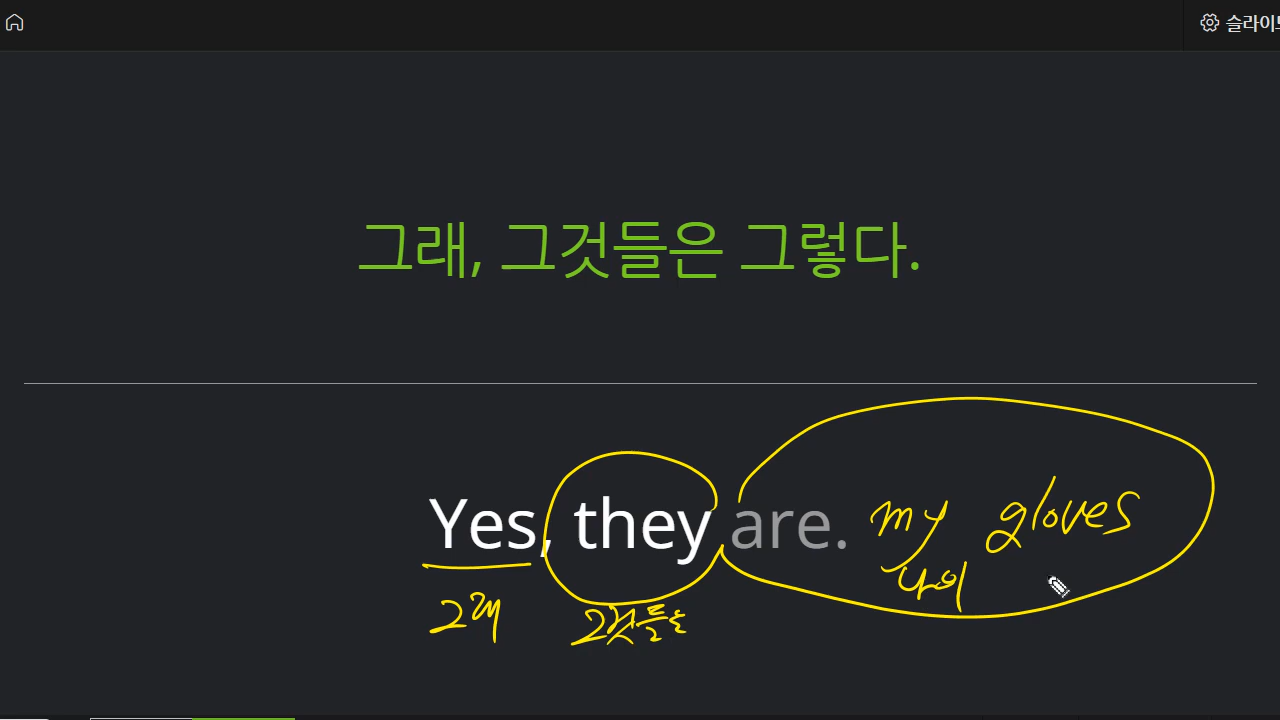 슬라이드
그래, 그것들은 그렇다.
Yes, they are. my gloves
나의
그래 그것들은